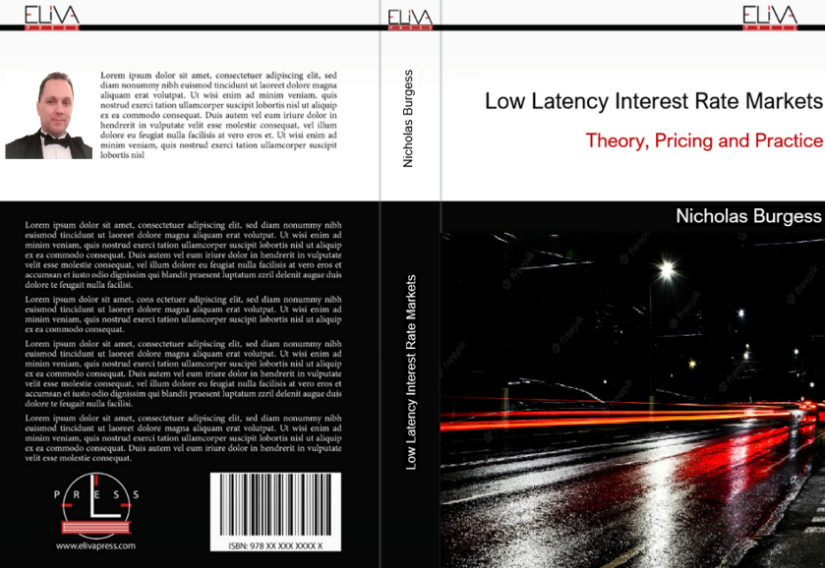 ELiVA
PRESS
Lorem ipsum dolor sit amet, consectetuer adipiscing elit, sed
diam nonummy nibh euismod tincidunt ut laoreet dolore magna
aliquam erat volutpat. Ut wisi enim ad minim veniam, quis
nostrud exerci tation ullamcorper suscipit lobortis nisl ut aliquip
ex ea commodo consequat. Duis autem vel eum iriure dolor in
hendrerit in vulputate velit esse molestie consequat, vel illum
dolore eu feugiat nulla facilisis at vero eros et. Ut wisi enim ad
minim veniam, quis nostrud exerci tation ullamcorper suscipit
lobortis nisl
Lorem ipsum dolor sit amet, consectetuer adipiscing elit, sed diam nonummy nibh
euismod tincidunt ut laoreet dolore magna aliquam erat volutpat. Ut wisi enim ad
minim veniam, quis nostrud exerci tation ullamcorper suscipit lobortis nisl ut aliquip
ex ea commodo consequat. Duis autem vel eum iriure dolor in hendrerit in vulputate
velit esse molestie consequat, vel illum dolore eu feugiat nulla facilisis at vero eros et
accumsan et iusto odio dignissim qui blandit praesent luptatum zzril delenit augue duis
dolore te feugait nulla facilisi.
Lorem ipsum dolor sit amet, cons ectetuer adipiscing elit, sed diam nonummy nibh
euismod tincidunt ut laoreet dolore magna aliquam erat volutpat. Ut wisi enim ad
minim veniam, quis nostrud exerci tation ullamcorper suscipit lobortis nisl ut aliquip
ex ea commodo consequat.
Lorem ipsum dolor sit amet, consectetuer adipiscing elit, sed diam nonummy nibh
euismod tincidunt ut laoreet dolore magna aliquam erat volutpat. Ut wisi enim ad
minim veniam, quis nostrud exerci tation ullamcorper suscipit lobortis nisl ut aliquip
ex ea commodo consequat. Duis autem vel eum iriure dolor in hendrerit in vulputate
velit esse molestie consequat, vel illum dolore eu feugiat nulla facilisis at vero eros et
accumsan et iusto odio dignissim qui blandit praesent luptatum zzril delenit augue duis
dolore te feugait nulla facilisi.
Lorem ipsum dolor sit amet, consectetuer adipiscing elit, sed diam nonummy nibh
euismod tincidunt ut laoreet dolore magna aliquam erat volutpat. Ut wisi enim ad
minim veniam, quis nostrud exerci tation ullamcorper suscipit lobortis nisl ut aliquip
ex ea commodo consequat. Duis autem vel eum iriure dolor in hendrerit in vulputate
velit esse molestie consequat.
PRESS
www.elivapress.com
ISBN: 978 XX XXX XXXX X
ELiVA
PRESS
Nicholas Burgess
Low Latency Interest Rate Markets
ELiVA
PRESS
Low Latency Interest Rate Markets
Theory, Pricing and Practice
Nicholas Burgess